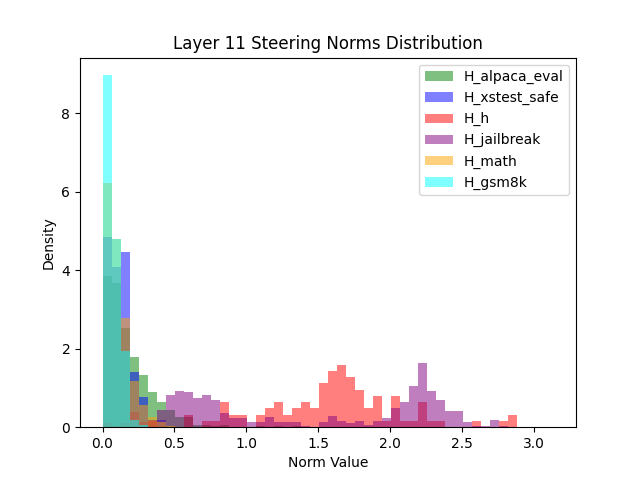 Layer 11 Steering Norms Distribution
H_alpaca_eval
H_xstest_safe
H_h
H_jailbreak
H_math
H_gsm8k
Density
8
6
4
2
0
0.0 0.5 1.0 1.5 2.0 2.5 3.0
Norm Value